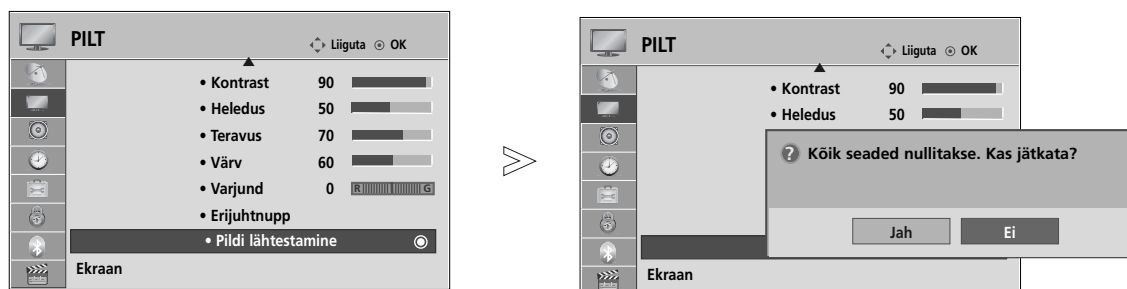 PILT
Liiguta OK
• Kontrast 90
• Heledus 50
• Teravus 70
• Värv 60
• Varjund 0 R G
• Erijuhtnupp
• Pildi lähtestamine
Ekraan
PILT
Liiguta OK
• Kontrast 90
• Heledus 50
? Kõik seaded nullitakse. Kas jätkata?
Jah Ei
Ekraan